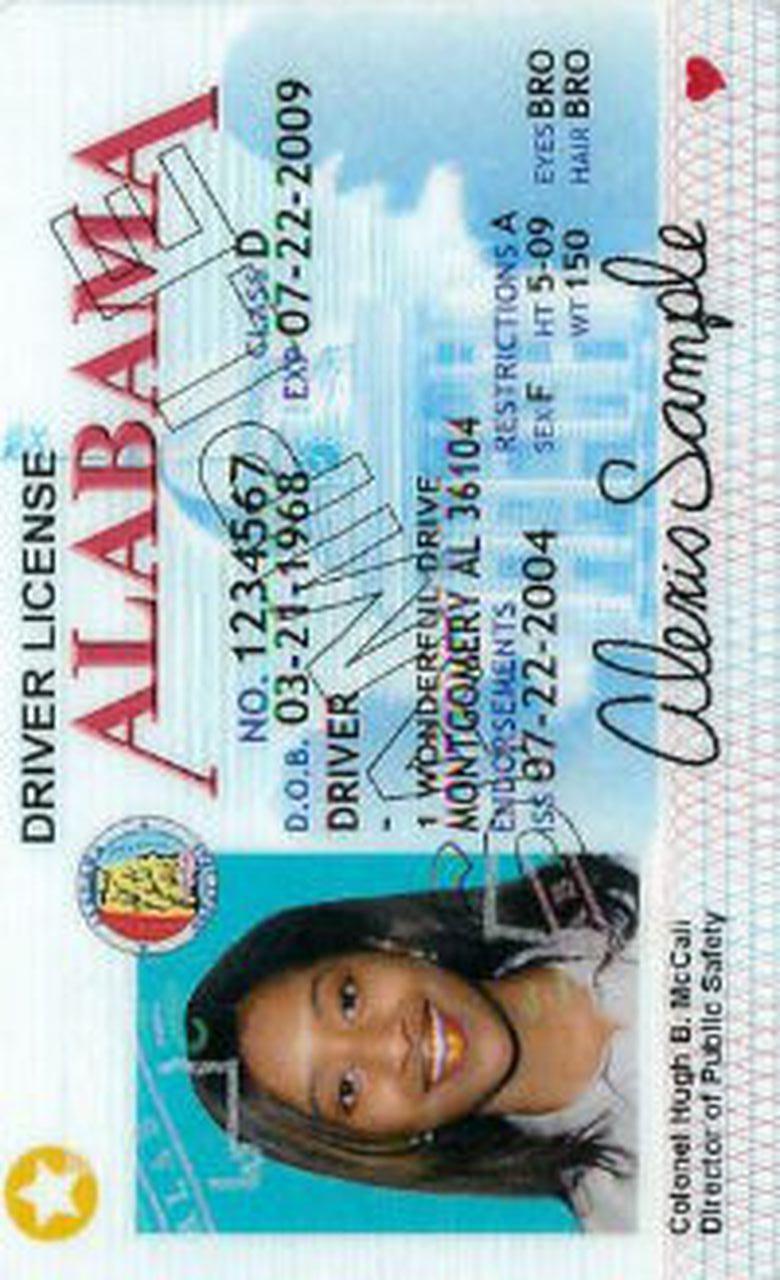 DRIVER LICENSE
ALABAMA
NO. 1234567 CLASS D
D.O.B. 03-21-1968 EXP 07-22-2009
DRIVER
-
1 WONDERFUL DRIVE
MONTGOMERY AL 36104
ENDORSEMENTS RESTRICTIONS A
ISS 07-22-2004 SEX F HT 5-09 EYES BRO
WT 150 HAIR BRO
Alexis Sample
Colonel Hugh B. McCall
Director of Public Safety